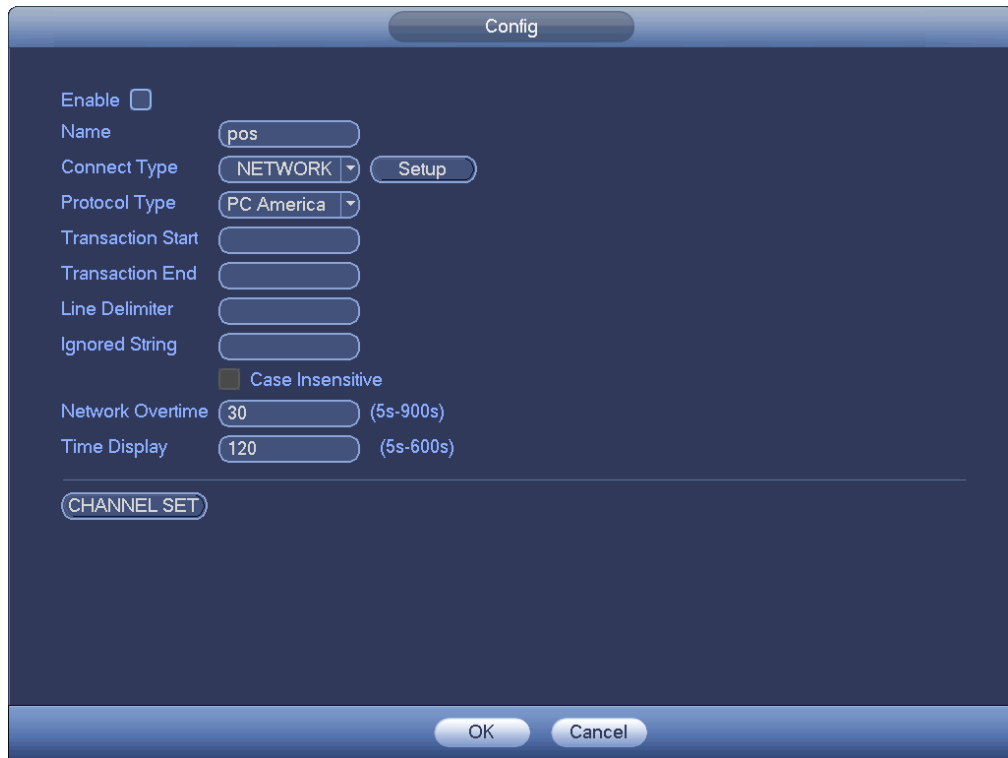 Config
Enable
Name pos
Connect Type NETWORK Setup
Protocol Type PC America
Transaction Start
Transaction End
Line Delimiter
Ignored String
Case Insensitive
Network Overtime 30 (5s-900s)
Time Display 120 (5s-600s)
CHANNEL SET
OK Cancel